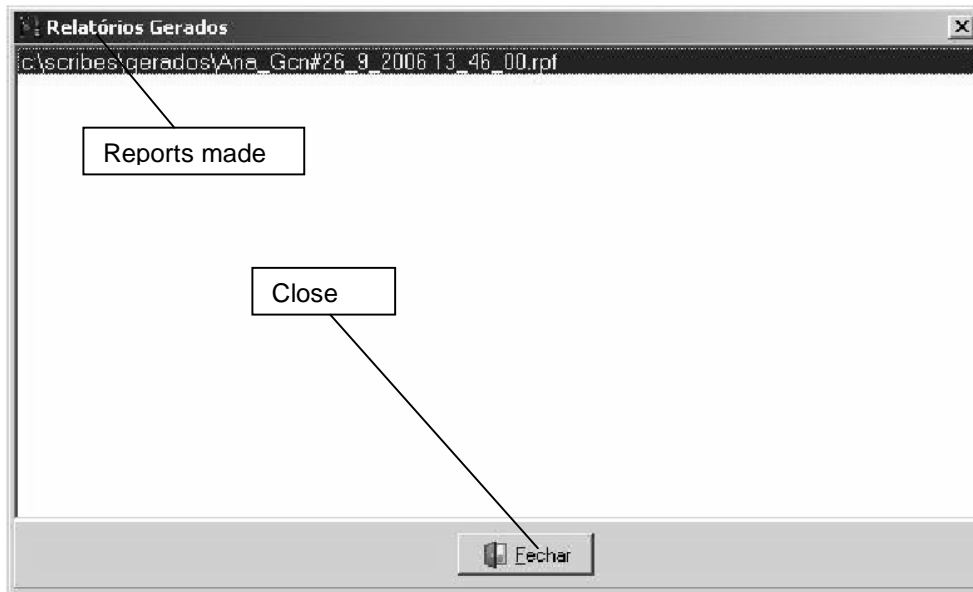 Relatórios Gerados
c:\scribes\gerados\Ana_Gcn#26_9_2006 13_46_00.rpf
Reports made
Close
Fechar